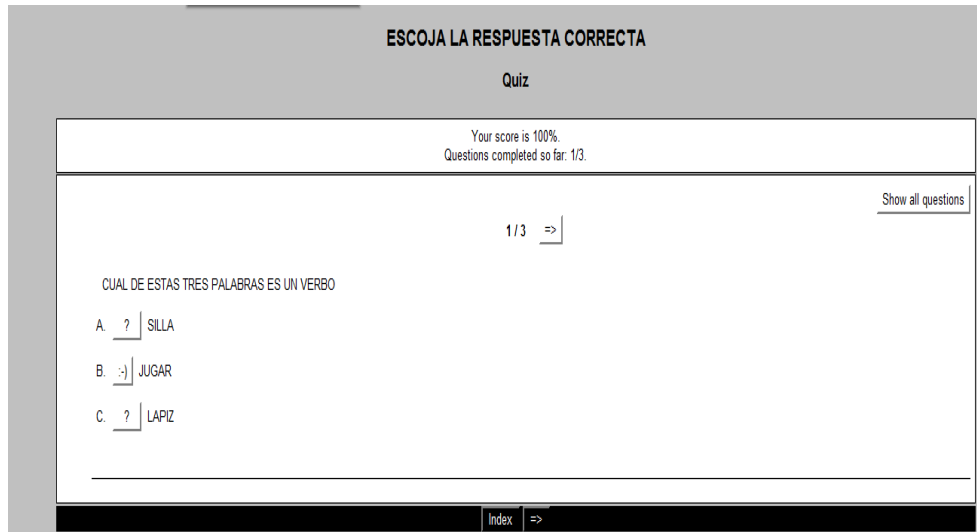 ESCOJA LA RESPUESTA CORRECTA
Quiz
Your score is 100%.
Questions completed so far: 1/3.
Show all questions
1 / 3 =>
CUAL DE ESTAS TRES PALABRAS ES UN VERBO
A. ? SILLA
B. :-) JUGAR
C. ? LAPIZ
Index =>